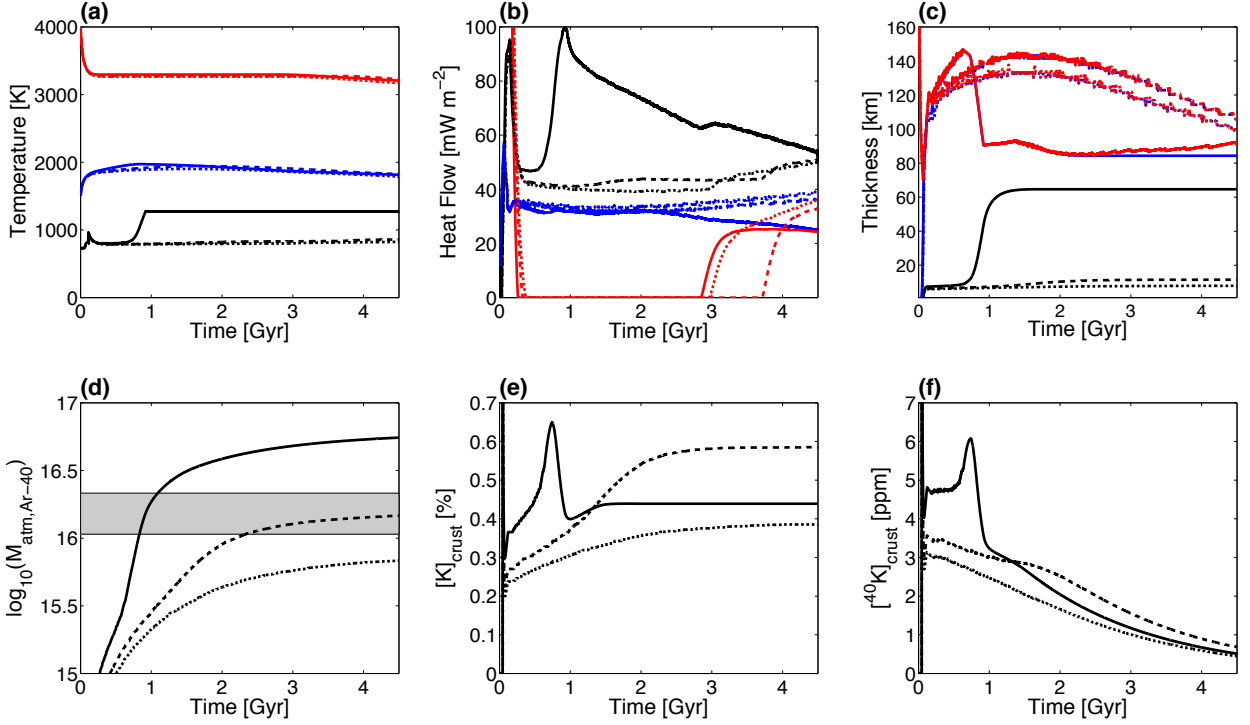 (a)
Temperature [K]
4000
3000
2000
1000
0
0 1 2 3 4
Time [Gyr]
(b)
Heat Flow [mW m−2]
100
80
60
40
20
0
0 1 2 3 4
Time [Gyr]
(c)
Thickness [km]
160
140
120
100
80
60
40
20
0 1 2 3 4
Time [Gyr]
(d)
log10(Matm,Ar−40)
17
16.5
16
15.5
15
0 1 2 3 4
Time [Gyr]
(e)
[K]crust [%]
0.7
0.6
0.5
0.4
0.3
0.2
0.1
0
0 1 2 3 4
Time [Gyr]
(f)
[40K]crust [ppm]
7
6
5
4
3
2
1
0
0 1 2 3 4
Time [Gyr]